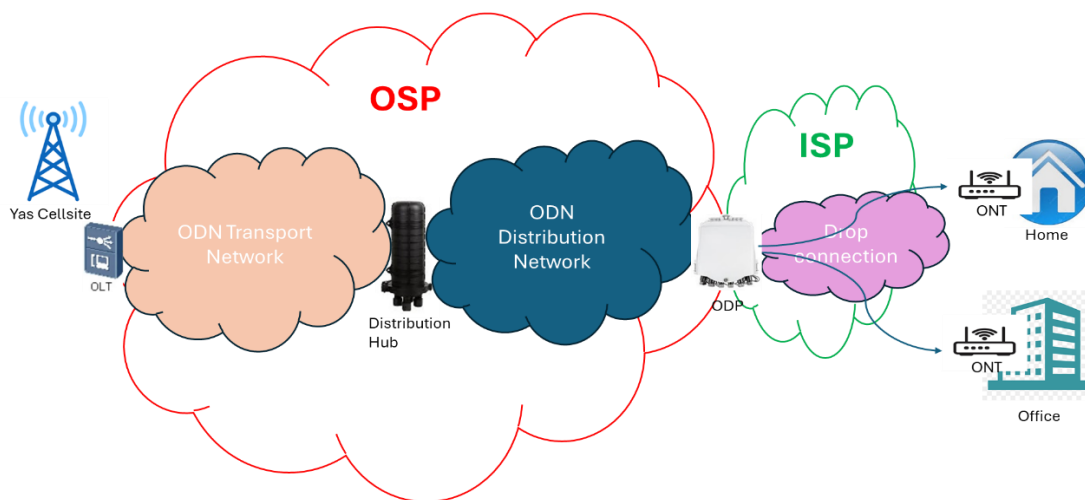 OSP
ISP
Yas Cellsite
OLT
ODN Transport
Network
Distribution
Hub
ODN
Distribution
Network
ODP
Drop
connection
ONT
Home
ONT
Office